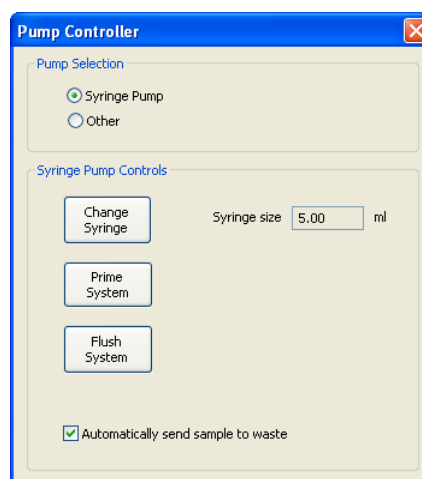 Pump Controller
Pump Selection
Syringe Pump
Other
Syringe Pump Controls
Change
Syringe
Syringe size 5.00 ml
Prime
System
Flush
System
Automatically send sample to waste